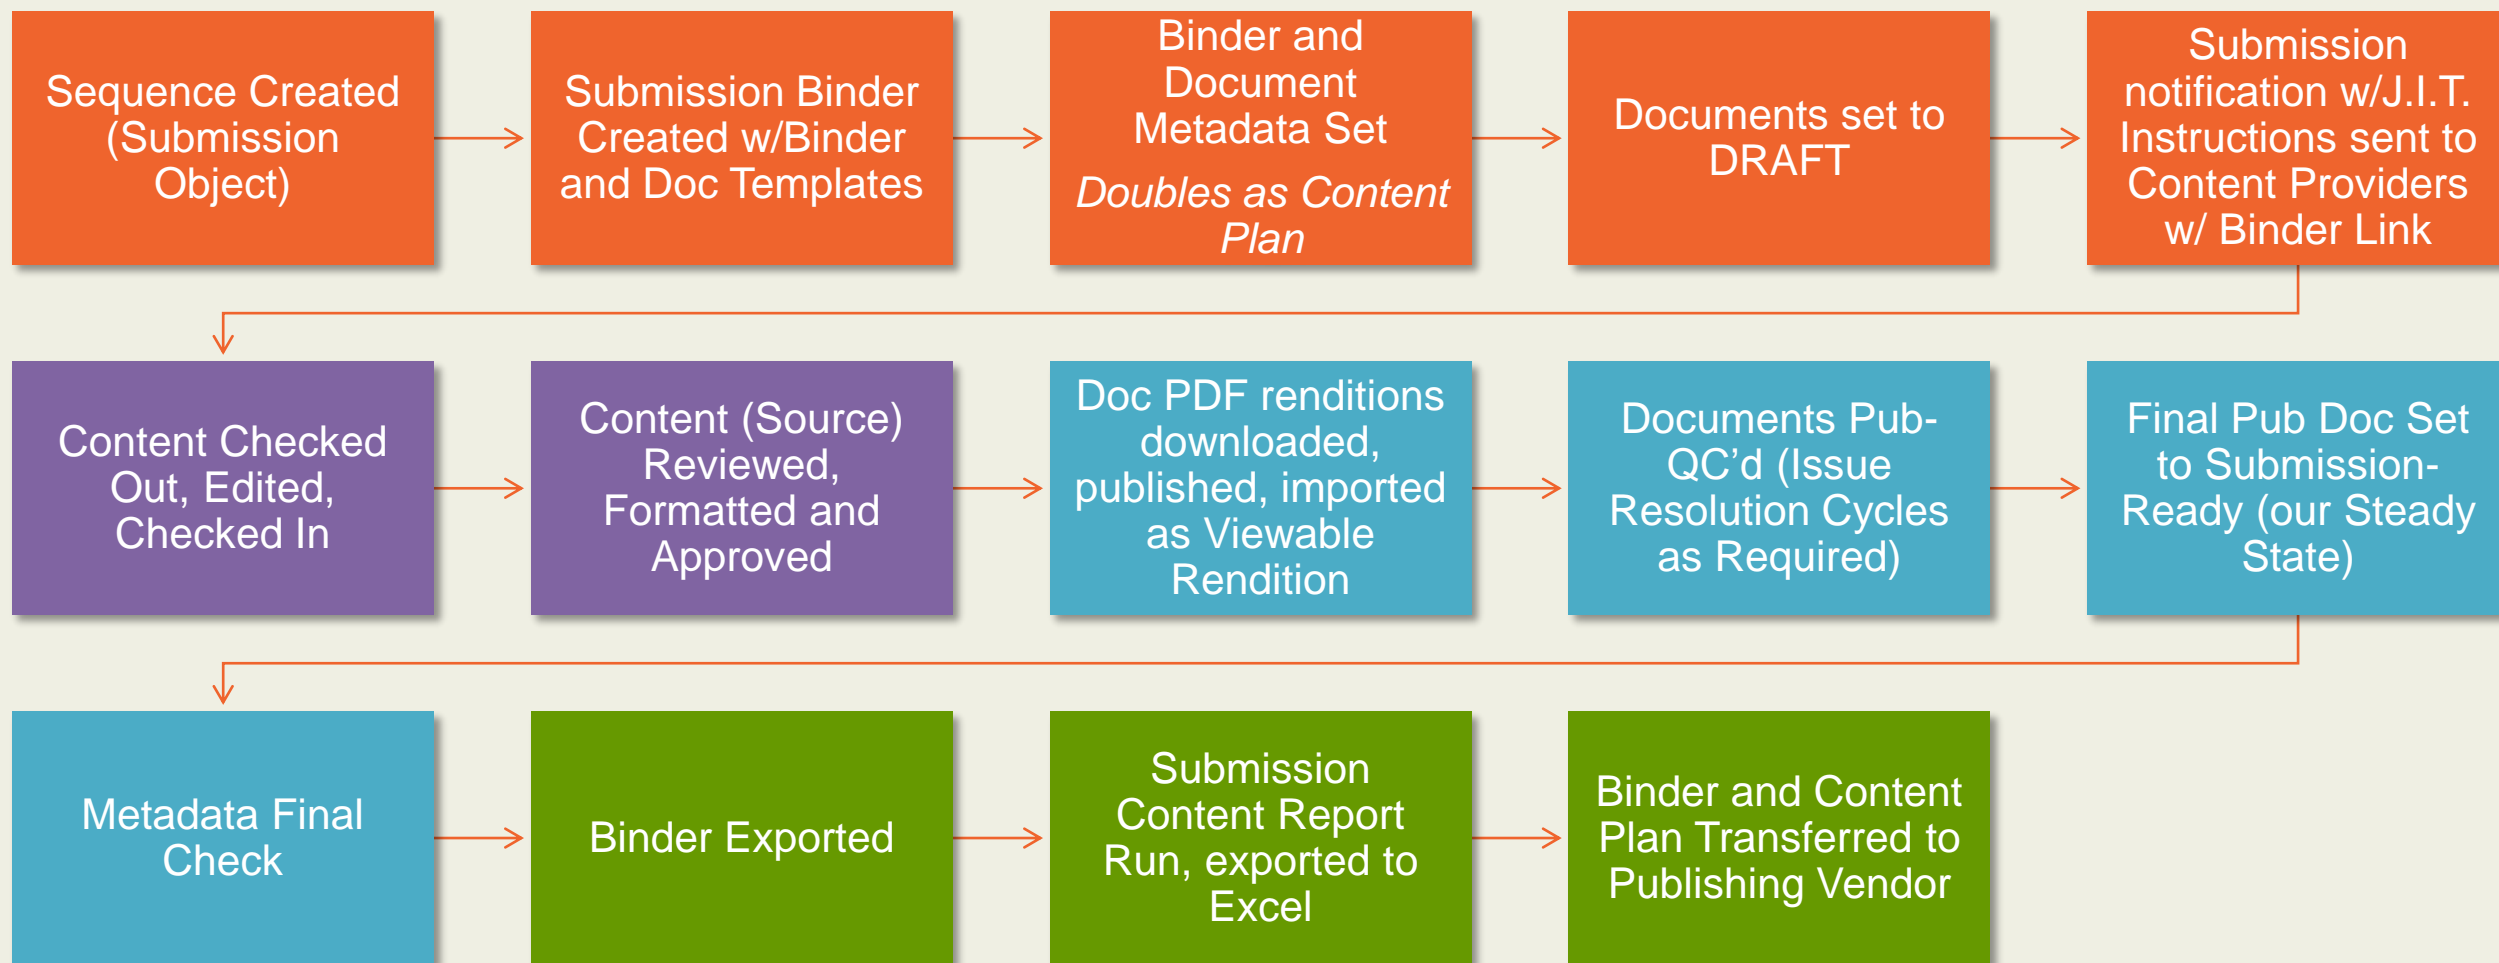 Sequence Created
(Submission
Object)
Submission Binder
Created w/Binder
and Doc Templates
Binder and
Document
Metadata Set
Doubles as Content
Plan
Documents set to
DRAFT
Submission
notification w/J.I.T.
Instructions sent to
Content Providers
w/ Binder Link
Content Checked
Out, Edited,
Checked In
Content (Source)
Reviewed,
Formatted and
Approved
Doc PDF renditions
downloaded,
published, imported
as Viewable
Rendition
Documents Pub-
QC’d (Issue
Resolution Cycles
as Required)
Final Pub Doc Set
to Submission-
Ready (our Steady
State)
Metadata Final
Check
Binder Exported
Submission
Content Report
Run, exported to
Excel
Binder and Content
Plan Transferred to
Publishing Vendor